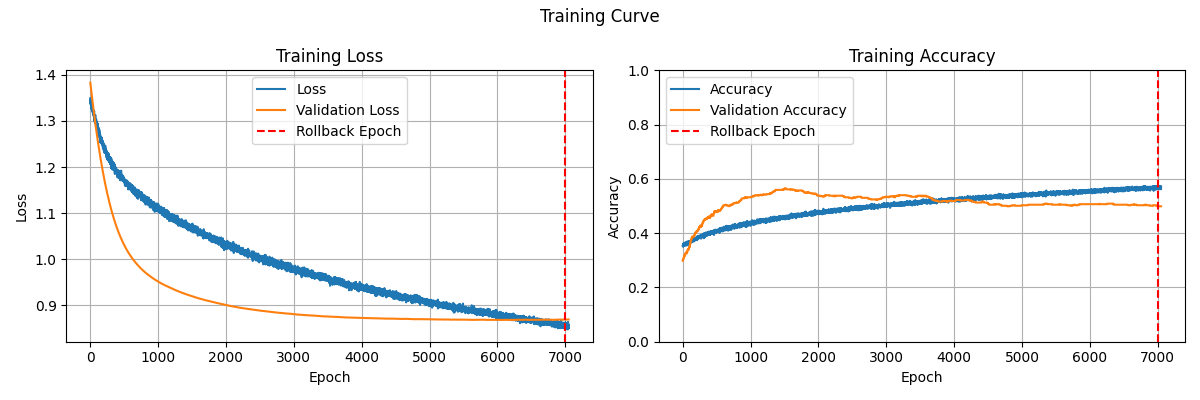 Training Curve
Training Loss
1.4
1.3
1.2
1.1
1.0
0.9
Loss
Loss
Validation Loss
Rollback Epoch
0 1000 2000 3000 4000 5000 6000 7000
Epoch
Training Accuracy
1.0
0.8
0.6
0.4
0.2
0.0
Accuracy
Accuracy
Validation Accuracy
Rollback Epoch
0 1000 2000 3000 4000 5000 6000 7000
Epoch